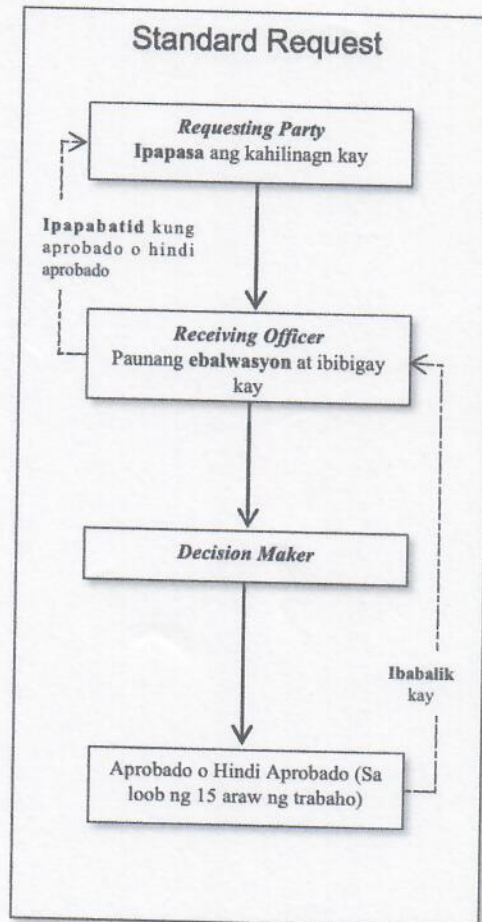 Standard Request
Requesting Party
Ipapasa ang kahilinagn kay
Ipapabatid kung
aprobado o hindi
aprobado
Receiving Officer
Paunang ebalwasyon at ibibigay
kay
Decision Maker
Ibabalik
kay
Aprobado o Hindi Aprobado (Sa
loob ng 15 araw ng trabaho)